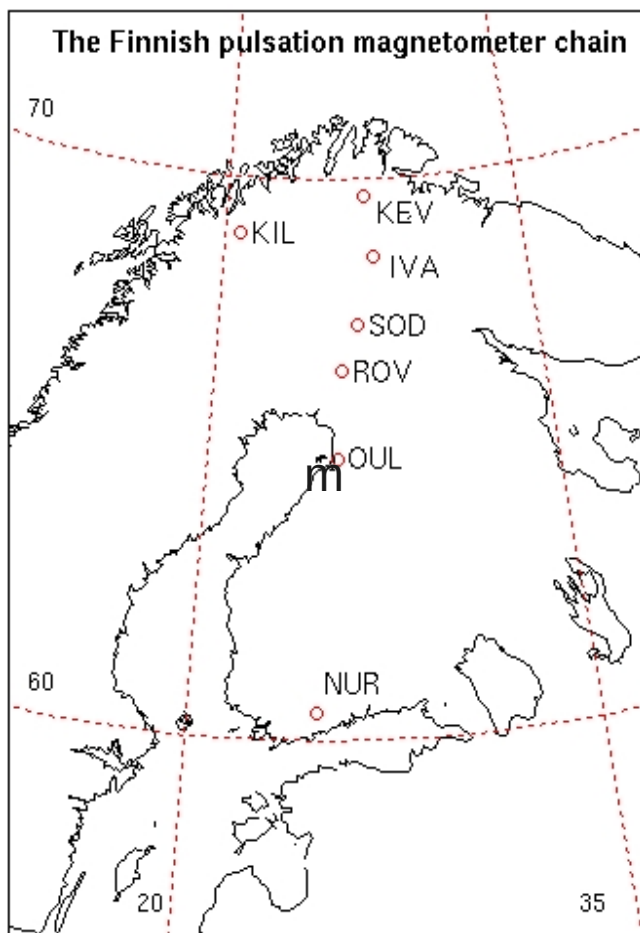 The Finnish pulsation magnetometer chain
70
KEV
KIL
IVA
SOD
ROV
OUL
m
60
NUR
20
35